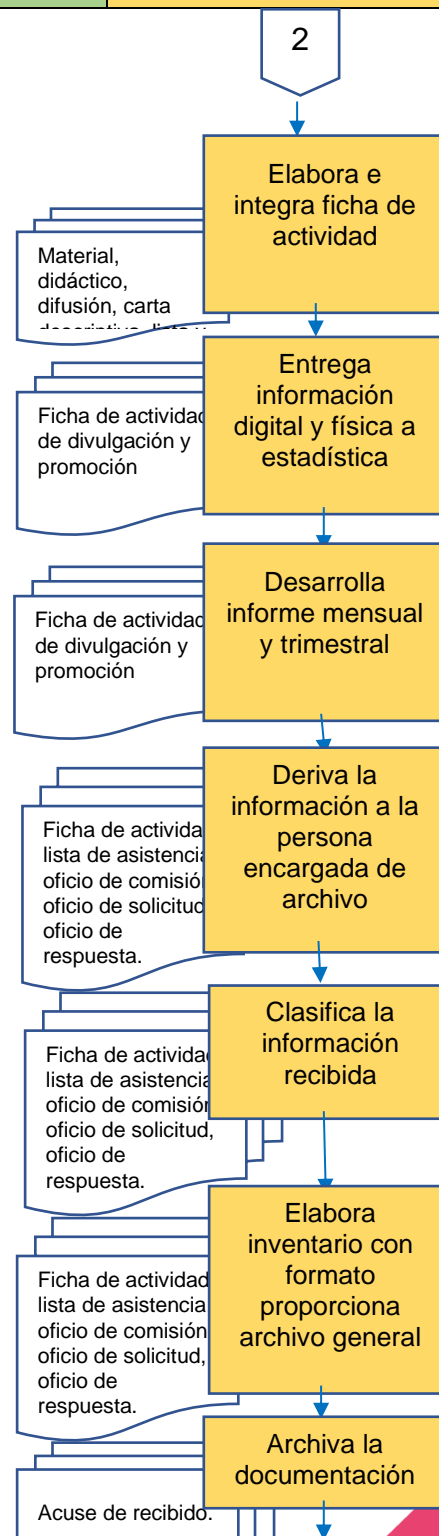 2
Elabora e
integra ficha de
actividad
Material,
didáctico,
difusión, carta
Entrega
información
digital y física a
estadística
Ficha de actividad
de divulgación y
promoción
Desarrolla
informe mensual
y trimestral
Ficha de actividad
de divulgación y
promoción
Deriva la
información a la
persona
encargada de
archivo
Ficha de activida
lista de asistencia
oficio de comisión
oficio de solicitud
oficio de
respuesta.
Clasifica la
información
recibida
Ficha de actividad
lista de asistencia
oficio de comisión
oficio de solicitud,
oficio de
respuesta.
Elabora
inventario con
formato
proporciona
archivo general
Ficha de actividad
lista de asistencia
oficio de comisión
oficio de solicitud,
oficio de
respuesta.
Archiva la
documentación
Acuse de recibido.